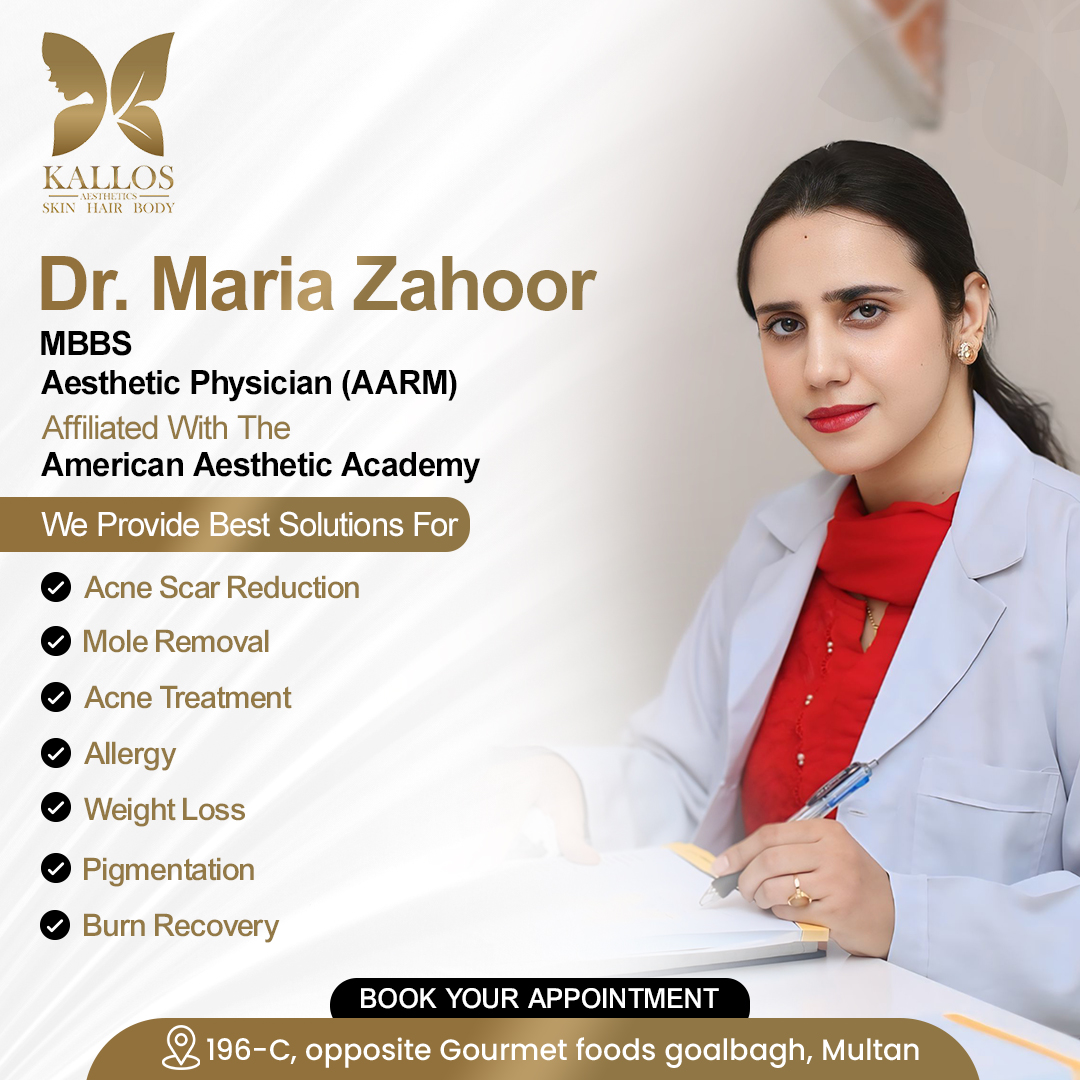 KALLOS
AESTHETICS
SKIN HAIR BODY
Dr. Maria Zahoor
MBBS
Aesthetic Physician (AARM)
Affiliated With The
American Aesthetic Academy
We Provide Best Solutions For
Acne Scar Reduction
Mole Removal
Acne Treatment
Allergy
Weight Loss
Pigmentation
Burn Recovery
BOOK YOUR APPOINTMENT
196-C, opposite Gourmet foods goalbagh, Multan